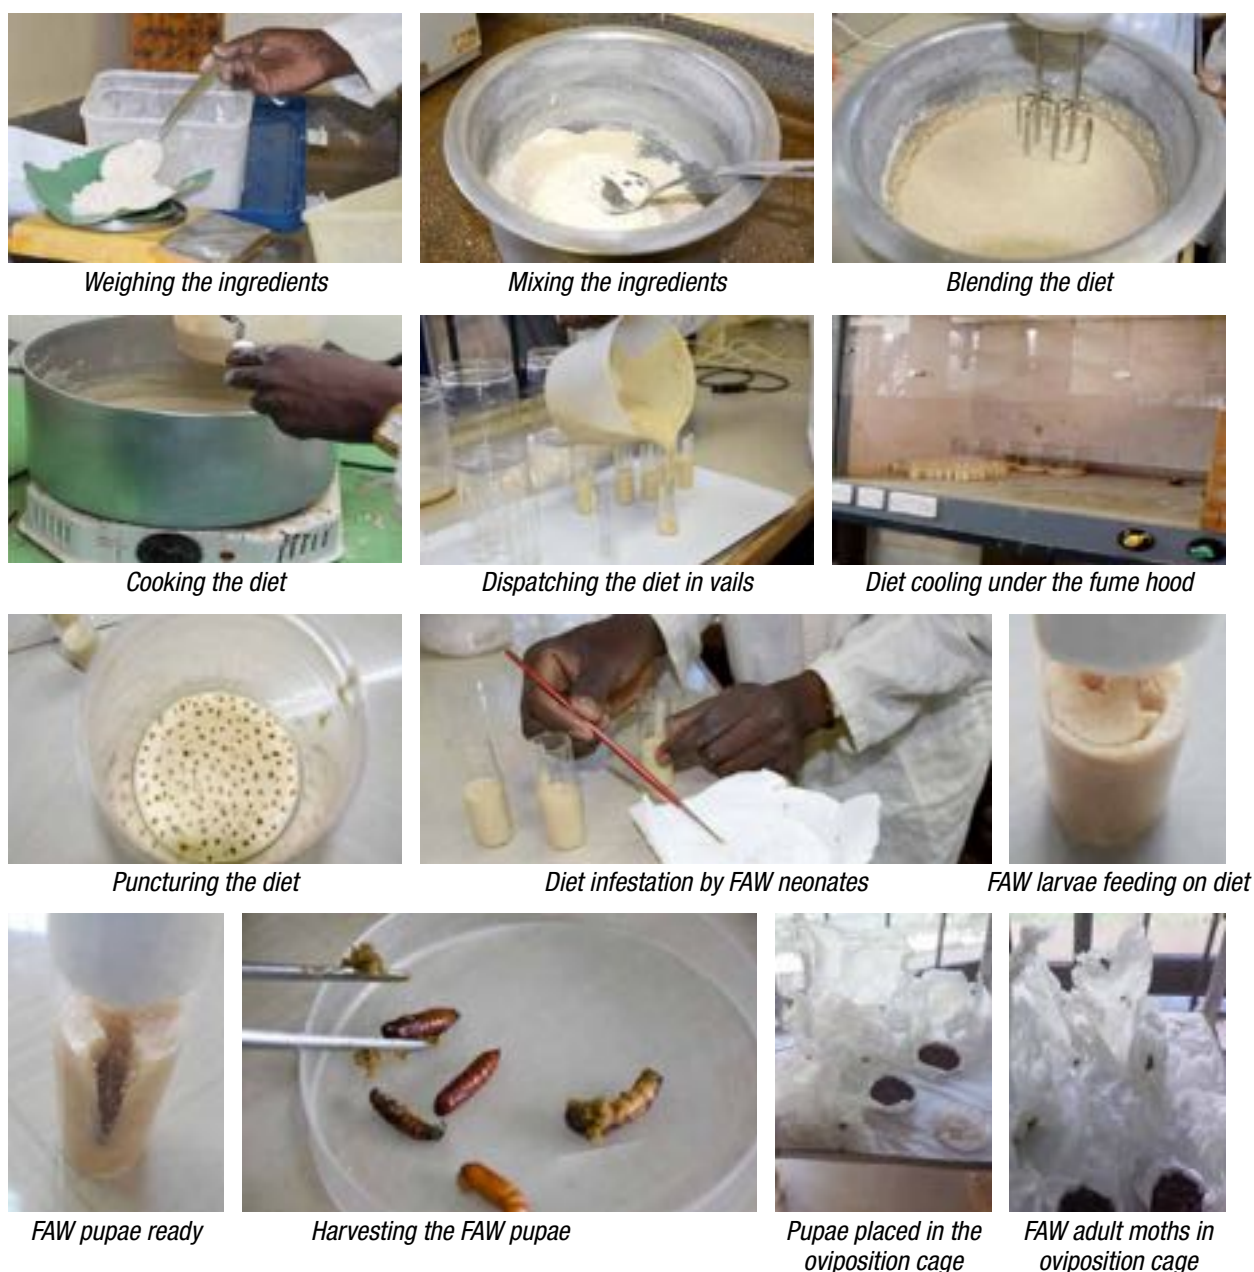 Weighing the ingredients
Mixing the ingredients
Blending the diet
Cooking the diet
Dispatching the diet in vails
Diet cooling under the fume hood
Puncturing the diet
Diet infestation by FAW neonates
FAW larvae feeding on diet
FAW pupae ready
Harvesting the FAW pupae
Pupae placed in the
oviposition cage
FAW adult moths in
oviposition cage